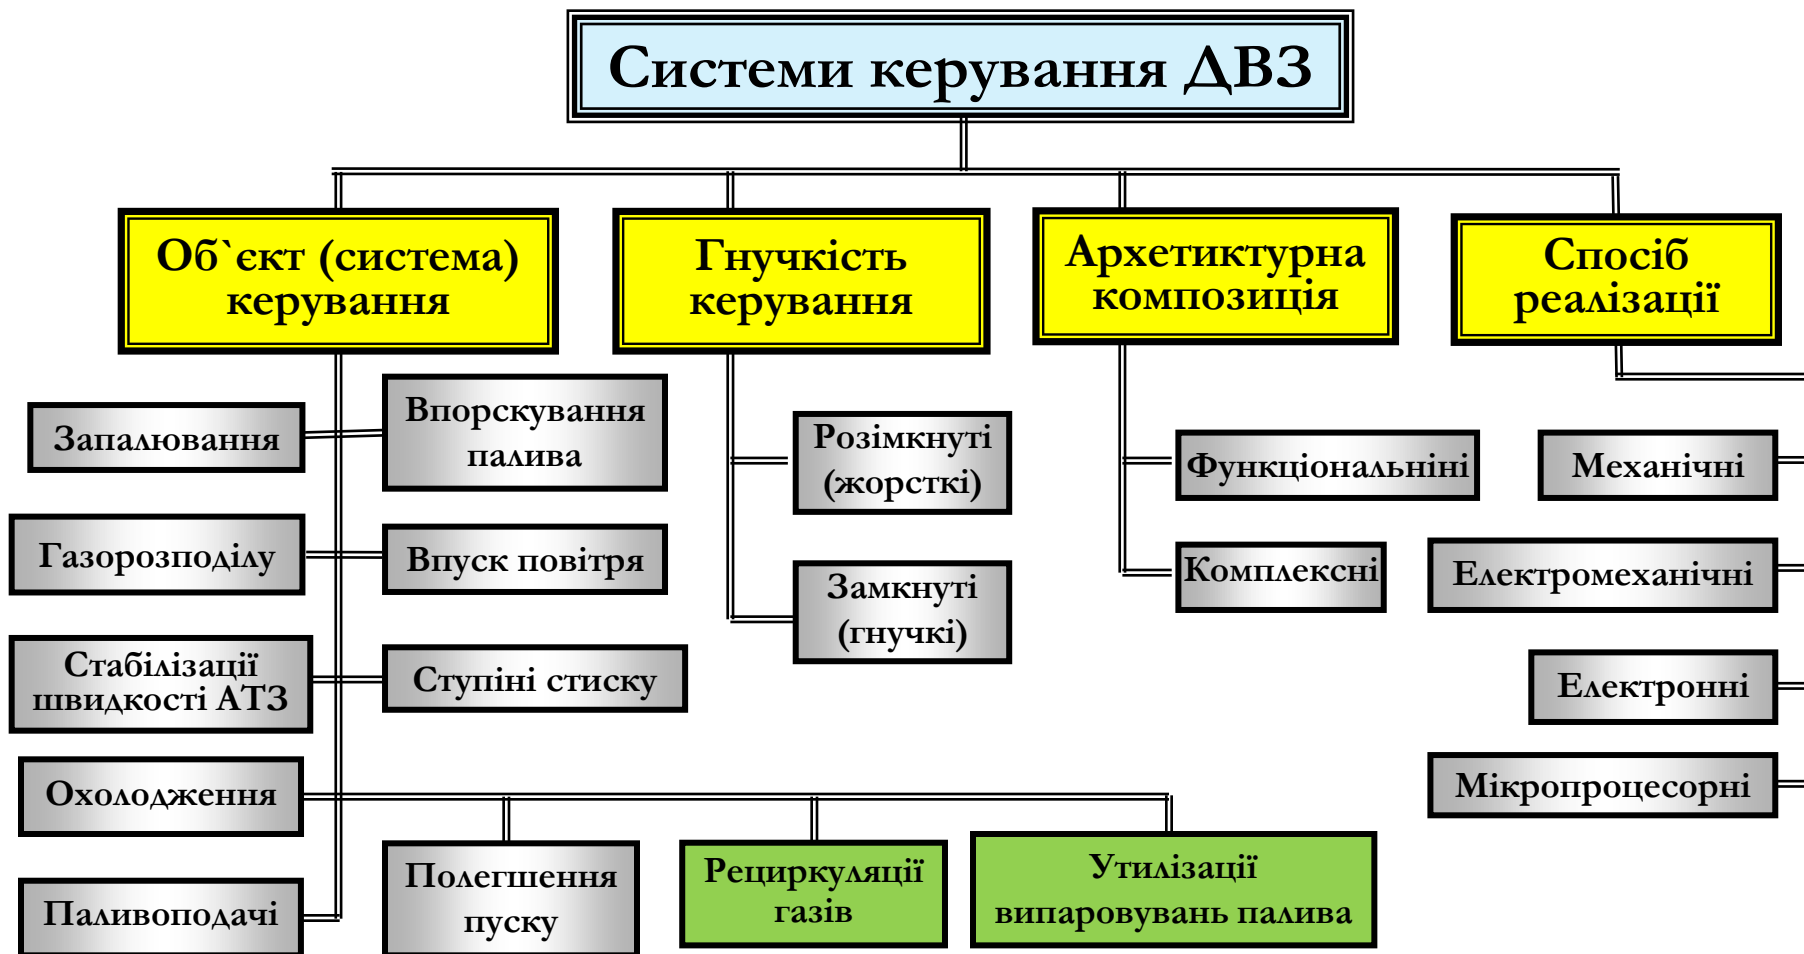 Системи керування ДВЗ
Об`єкт (система)
керування
Гнучкість
керування
Архетиктурна
композиція
Спосіб
реалізації
Запалювання
Впорскування
палива
Газорозподілу
Впуск повітря
Стабілізації
швидкості АТЗ
Ступіні стиску
Охолодження
Паливоподачі
Полегшення
пуску
Рециркуляції
газів
Утилізації
випаровувань палива
Розімкнуті
(жорсткі)
Замкнуті
(гнучкі)
Функціональніні
Комплексні
Механічні
Електромеханічні
Електронні
Мікропроцесорні